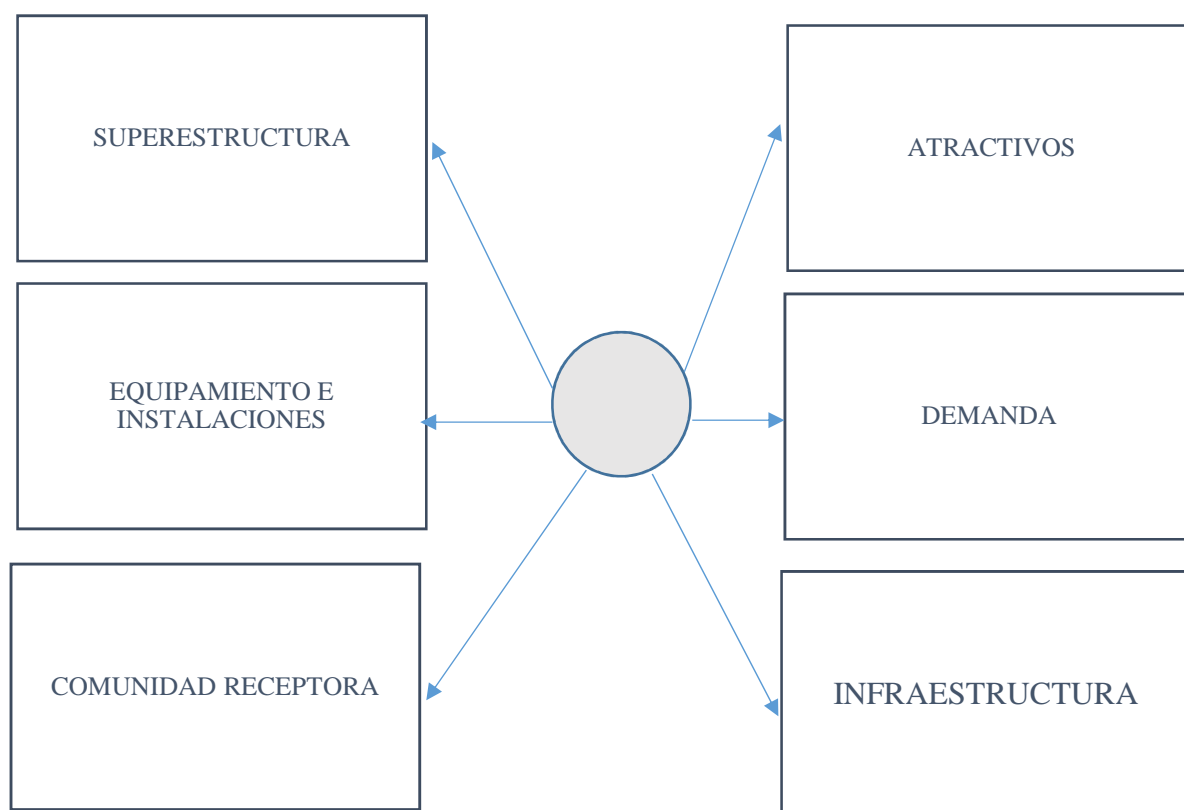 SUPERESTRUCTURA
ATRACTIVOS
EQUIPAMIENTO E
INSTALACIONES
DEMANDA
COMUNIDAD RECEPTORA
INFRAESTRUCTURA